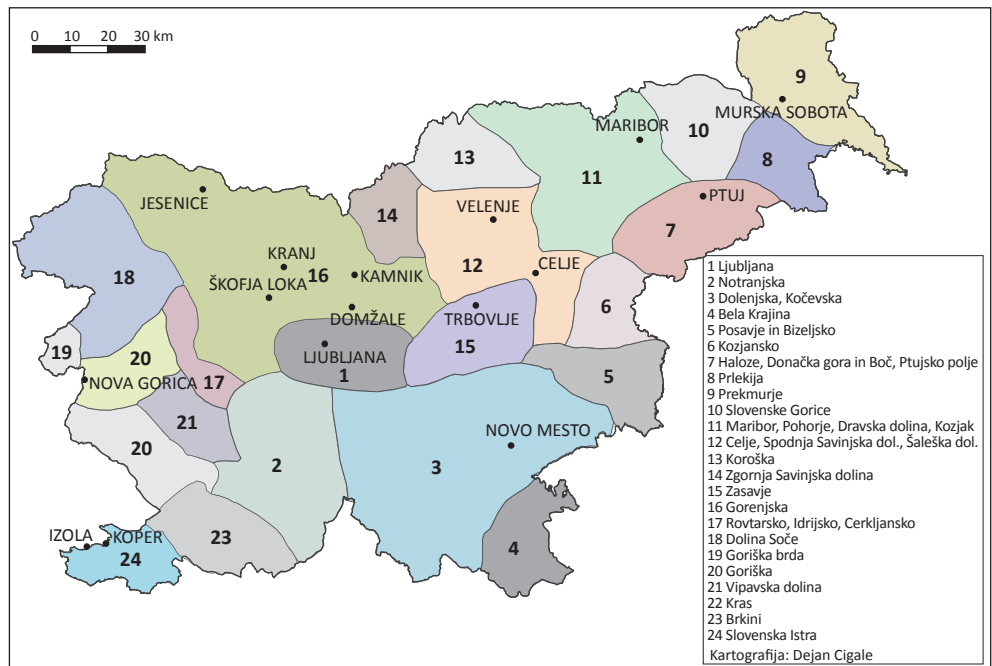 0 10 20 30 km
9
MURSKA SOBOTA
MARIBOR
10
13
8
11
JESENICE
14
VELENJE
PTUJ
7
KRANJ
16
KAMNIK
12
CELJE
18
ŠKOFJA LOKA
DOMŽALE
TRBOVLJE
6
19
20
LJUBLJANA
15
1
5
NOVA GORICA
17
21
NOVO MESTO
20
2
3
IZOLA
KOPER
23
4
24
1 Ljubljana
2 Notranjska
3 Dolenjska, Kočevska
4 Bela Krajina
5 Posavje in Bizeljsko
6 Kozjansko
7 Haloze, Donačka gora in Boč, Ptujsko polje
8 Prlekija
9 Prekmurje
10 Slovenske Gorice
11 Maribor, Pohorje, Dravska dolina, Kozjak
12 Celje, Spodnja Savinjska dol., Šaleška dol.
13 Koroška
14 Zgornja Savinjska dolina
15 Zasavje
16 Gorenjska
17 Rovtarsko, Idrijsko, Cerkljansko
18 Dolina Soče
19 Goriška brda
20 Goriška
21 Vipavska dolina
22 Kras
23 Brkini
24 Slovenska Istra
Kartografija: Dejan Cigale